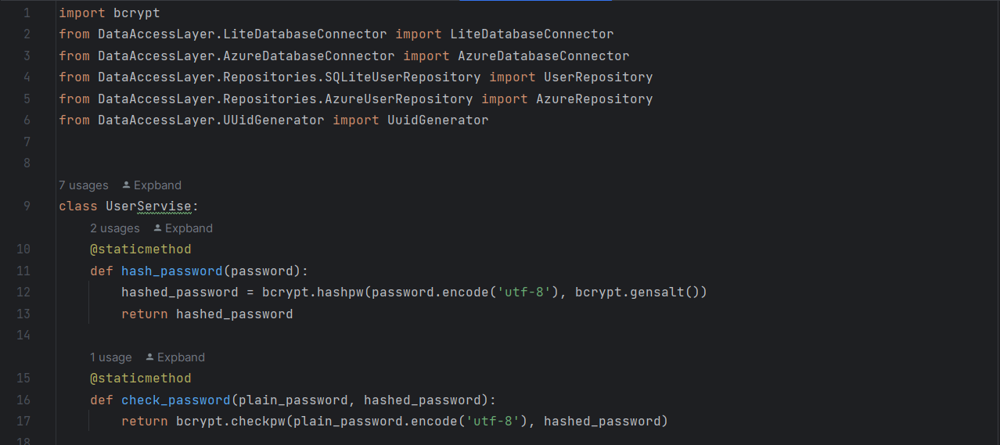 1 import bcrypt
2 from DataAccessLayer.LiteDatabaseConnector import LiteDatabaseConnector
3 from DataAccessLayer.AzureDatabaseConnector import AzureDatabaseConnector
4 from DataAccessLayer.Repositories.SQLiteUserRepository import UserRepository
5 from DataAccessLayer.Repositories.AzureUserRepository import AzureRepository
6 from DataAccessLayer.UUidGenerator import UuidGenerator
7
8
7 usages Expband
9 class UserServise:
2 usages Expband
10 @staticmethod
11 def hash_password(password):
12 hashed_password = bcrypt.hashpw(password.encode('utf-8'), bcrypt.gensalt())
13 return hashed_password
14
1 usage Expband
15 @staticmethod
16 def check_password(plain_password, hashed_password):
17 return bcrypt.checkpw(plain_password.encode('utf-8'), hashed_password)
18